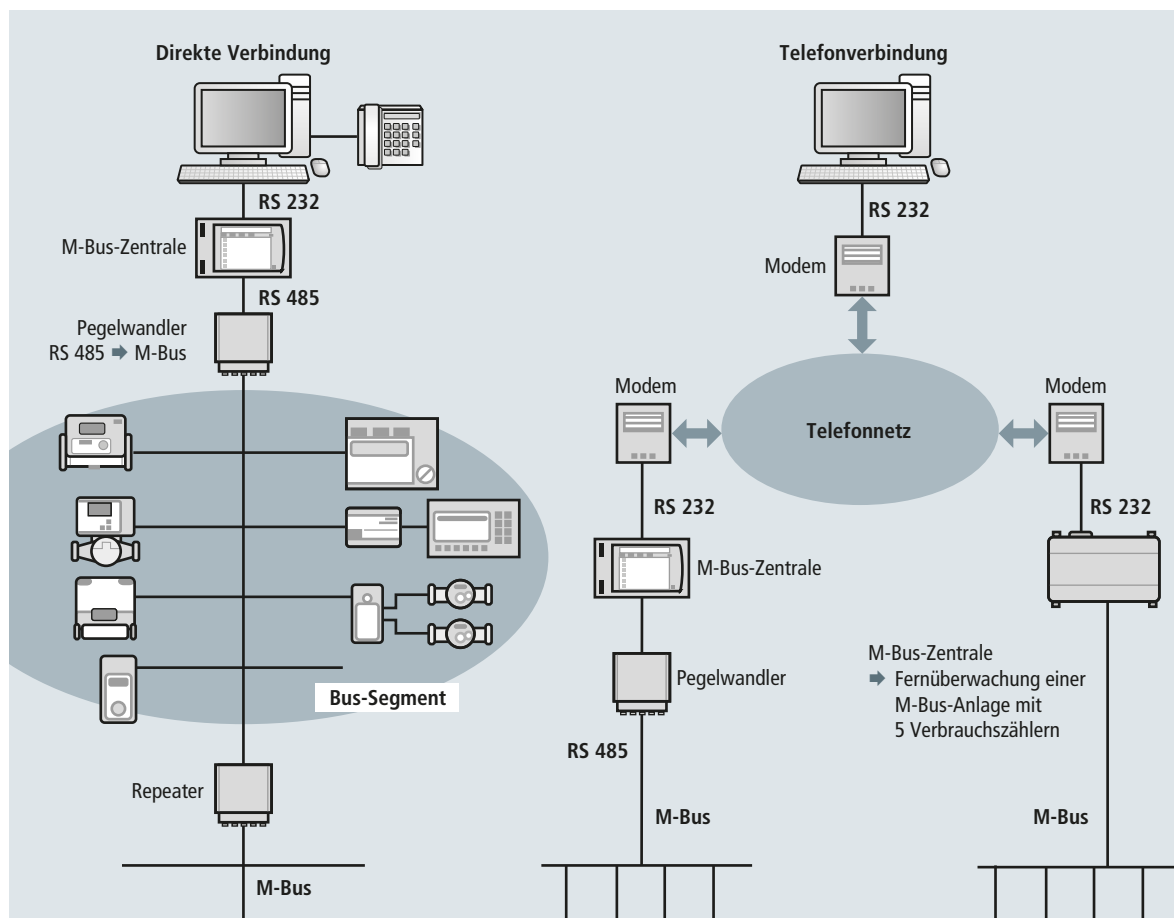 Direkte Verbindung
RS 232
M-Bus-Zentrale
RS 485
Pegelwandler
RS 485 ➡ M-Bus
Bus-Segment
Repeater
M-Bus
Telefonverbindung
RS 232
Modem
Telefonnetz
Modem
RS 232
M-Bus-Zentrale
Pegelwandler
RS 485
M-Bus
Modem
RS 232
M-Bus-Zentrale
➡ Fernüberwachung einer
M-Bus-Anlage mit
5 Verbrauchszählern
M-Bus